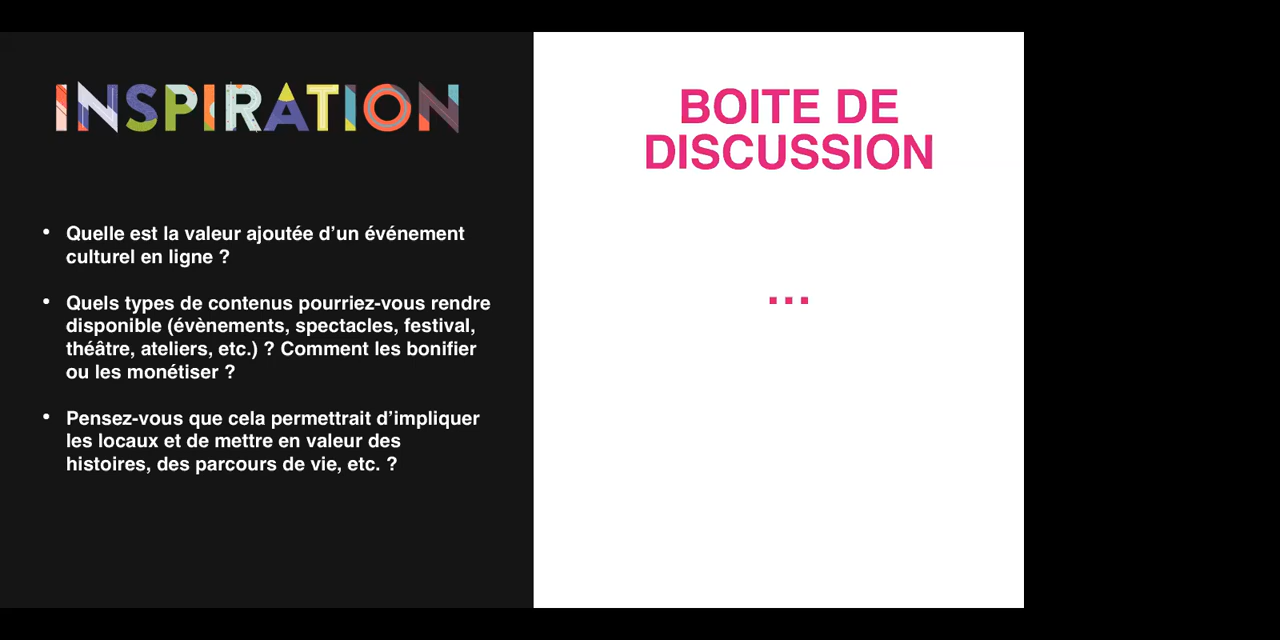 INSPIRATION
• Quelle est la valeur ajoutée d’un événement
culturel en ligne ?
• Quels types de contenus pourriez-vous rendre
disponible (évènements, spectacles, festival,
théâtre, ateliers, etc.) ? Comment les bonifier
ou les monétiser ?
• Pensez-vous que cela permettrait d’impliquer
les locaux et de mettre en valeur des
histoires, des parcours de vie, etc. ?
BOITE DE
DISCUSSION
...